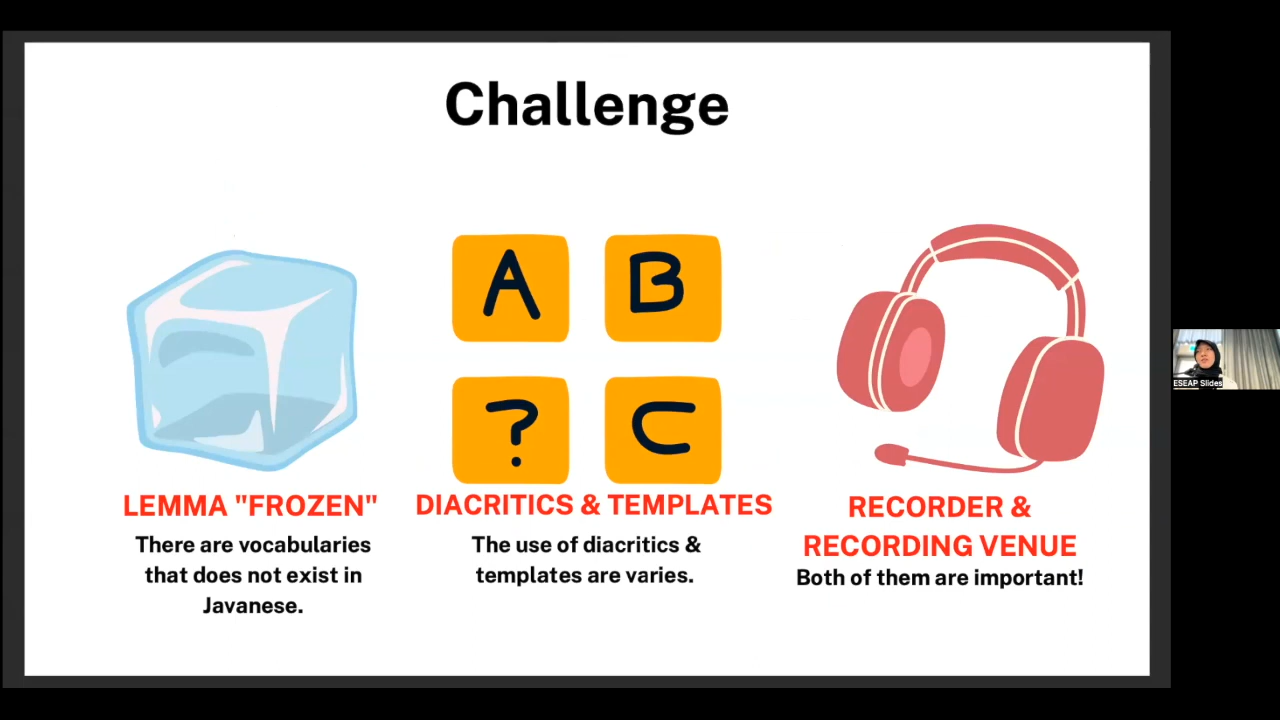 Challenge
A B
? C
LEMMA "FROZEN"
There are vocabularies
that does not exist in
Javanese.
DIACRITICS & TEMPLATES
The use of diacritics &
templates are varies.
RECORDER &
RECORDING VENUE
Both of them are important!
ESEAP Slides